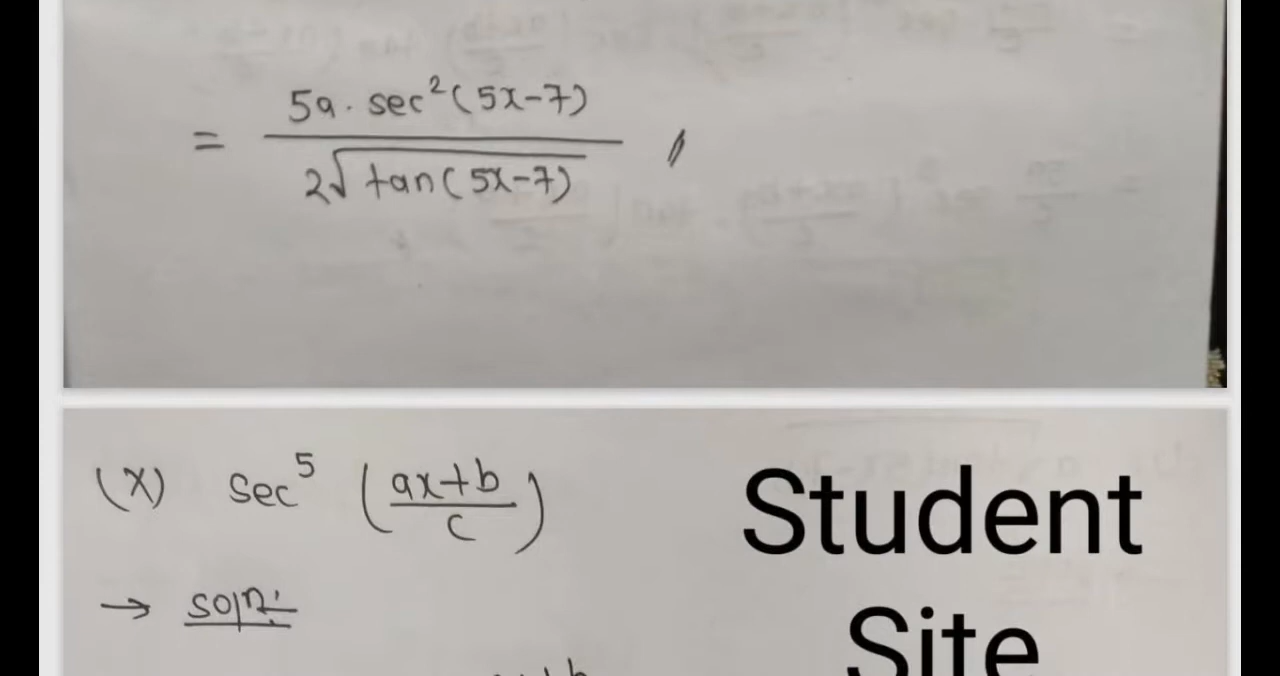 = 5a · sec²(5x-7) / 2√tan(5x-7)
(x) sec⁵ (ax+b / c)
→ soln:
Student
Site